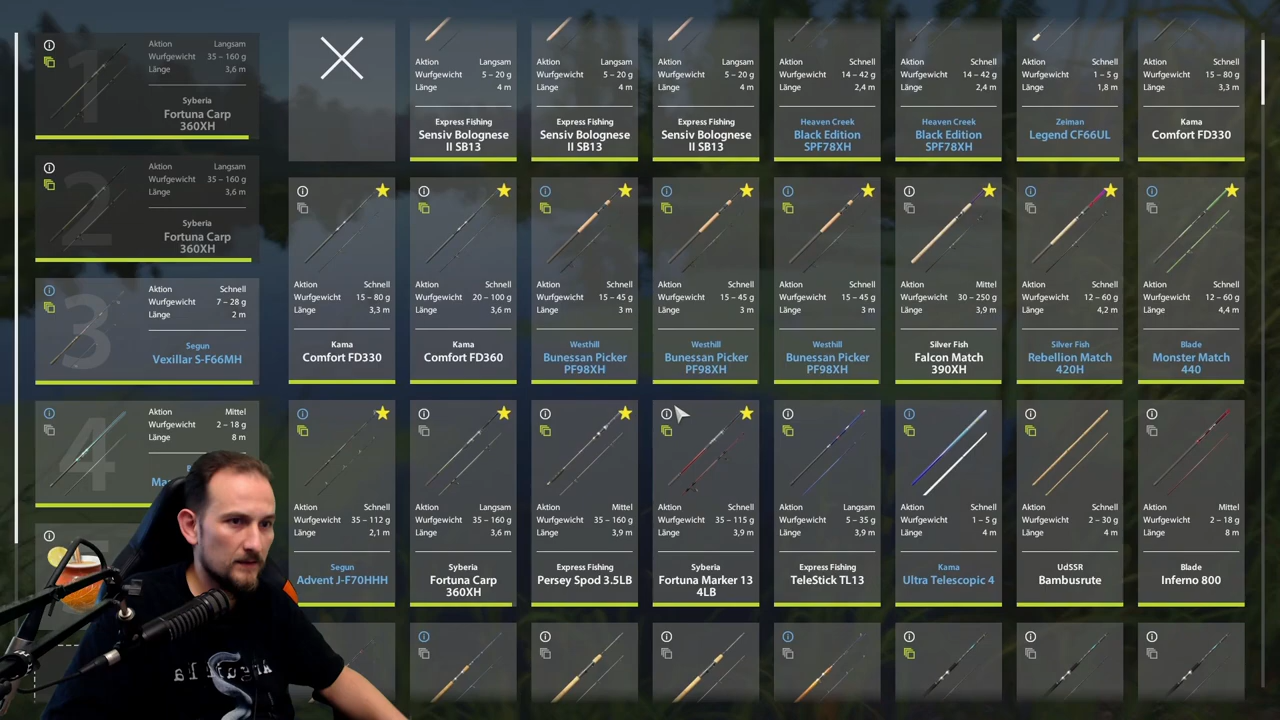 1
Aktion Langsam
Wurfgewicht 35 – 160 g
Länge 3,6 m
Syberia
Fortuna Carp
360XH
2
Aktion Langsam
Wurfgewicht 35 – 160 g
Länge 3,6 m
Syberia
Fortuna Carp
360XH
3
Aktion Schnell
Wurfgewicht 7 – 28 g
Länge 2 m
Segun
Vexillar S-F66MH
4
Aktion Mittel
Wurfgewicht 2 – 18 g
Länge 8 m
Aktion Langsam
Wurfgewicht 5 – 20 g
Länge 4 m
Express Fishing
Sensiv Bolognese
II SB13
Aktion Langsam
Wurfgewicht 5 – 20 g
Länge 4 m
Express Fishing
Sensiv Bolognese
II SB13
Aktion Langsam
Wurfgewicht 5 – 20 g
Länge 4 m
Express Fishing
Sensiv Bolognese
II SB13
Aktion Schnell
Wurfgewicht 14 – 42 g
Länge 2,4 m
Heaven Creek
Black Edition
SPF78XH
Aktion Schnell
Wurfgewicht 14 – 42 g
Länge 2,4 m
Heaven Creek
Black Edition
SPF78XH
Aktion Schnell
Wurfgewicht 1 – 5 g
Länge 1,8 m
Zeiman
Legend CF66UL
Aktion Schnell
Wurfgewicht 15 – 80 g
Länge 3,3 m
Kama
Comfort FD330
Aktion Schnell
Wurfgewicht 15 – 80 g
Länge 3,3 m
Kama
Comfort FD330
Aktion Schnell
Wurfgewicht 20 – 100 g
Länge 3,6 m
Kama
Comfort FD360
Aktion Schnell
Wurfgewicht 15 – 45 g
Länge 3 m
Westhill
Bunessan Picker
PF98XH
Aktion Schnell
Wurfgewicht 15 – 45 g
Länge 3 m
Westhill
Bunessan Picker
PF98XH
Aktion Schnell
Wurfgewicht 15 – 45 g
Länge 3 m
Westhill
Bunessan Picker
PF98XH
Aktion Mittel
Wurfgewicht 30 – 250 g
Länge 3,9 m
Silver Fish
Falcon Match
390XH
Aktion Schnell
Wurfgewicht 12 – 60 g
Länge 4,2 m
Silver Fish
Rebellion Match
420H
Aktion Schnell
Wurfgewicht 12 – 60 g
Länge 4,4 m
Blade
Monster Match
440
Aktion Schnell
Wurfgewicht 35 – 112 g
Länge 2,1 m
Segun
Advent J-F70HHH
Aktion Langsam
Wurfgewicht 35 – 160 g
Länge 3,6 m
Syberia
Fortuna Carp
360XH
Aktion Mittel
Wurfgewicht 35 – 160 g
Länge 3,9 m
Express Fishing
Persey Spod 3.5LB
Aktion Schnell
Wurfgewicht 35 – 115 g
Länge 3,9 m
Syberia
Fortuna Marker 13
4LB
Aktion Langsam
Wurfgewicht 5 – 35 g
Länge 3,9 m
Express Fishing
TeleStick TL13
Aktion Schnell
Wurfgewicht 1 – 5 g
Länge 4 m
Kama
Ultra Telescopic 4
Aktion Schnell
Wurfgewicht 2 – 30 g
Länge 4 m
UdSSR
Bambusrute
Aktion Mittel
Wurfgewicht 2 – 18 g
Länge 8 m
Blade
Inferno 800